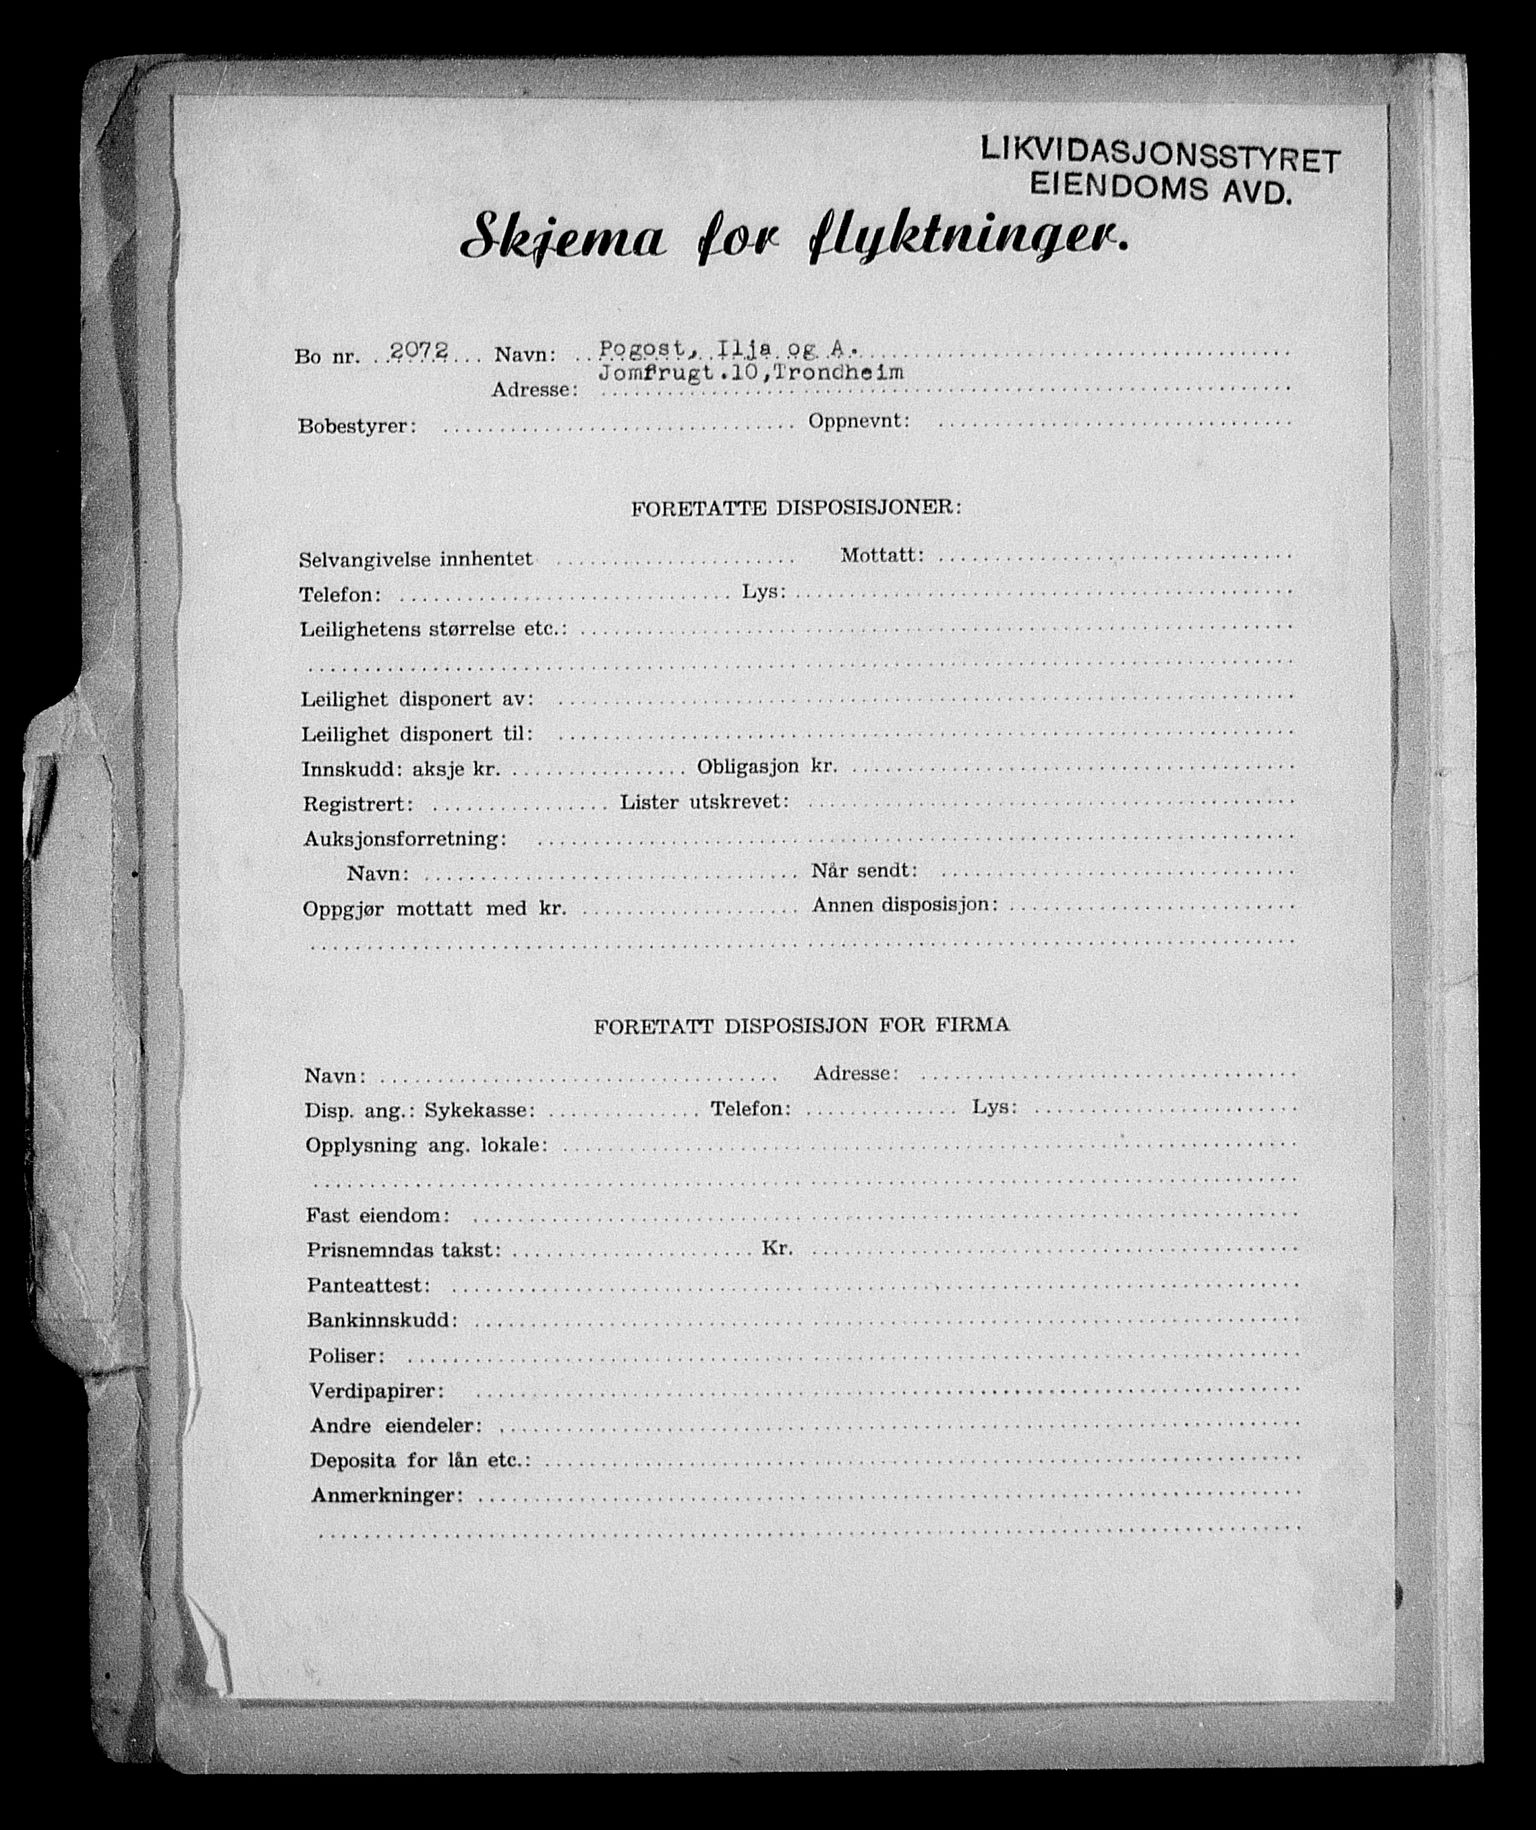 LIKVIDASJONSSTYRET
EIENDOMS AVD.
Skjema for flyktninger.
Bo nr. 2072 Navn: Pogost, Ilja og A.
Jomfrugt.10,Trondheim
Adresse:
Bobestyrer: Oppnevnt:
FORETATTE DISPOSISJONER:
Selvangivelse innhentet Mottatt:
Telefon: Lys:
Leilighetens størrelse etc.:
Leilighet disponert av:
Leilighet disponert til:
Innskudd: aksje kr. Obligasjon kr.
Registrert: Lister utskrevet:
Auksjonsforretning:
Navn: Når sendt:
Oppgjør mottatt med kr. Annen disposisjon:
FORETATT DISPOSISJON FOR FIRMA
Navn: Adresse:
Disp. ang.: Sykekasse: Telefon: Lys:
Opplysning ang. lokale:
Fast eiendom:
Prisnemndas takst: Kr.
Panteattest:
Bankinnskudd:
Poliser:
Verdipapirer:
Andre eiendeler:
Deposita for lån etc.:
Anmerkninger: